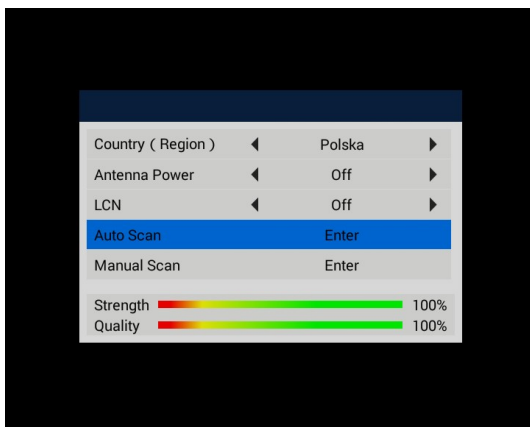 Country ( Region ) Polska
Antenna Power Off
LCN Off
Auto Scan Enter
Manual Scan Enter
Strength 100%
Quality 100%